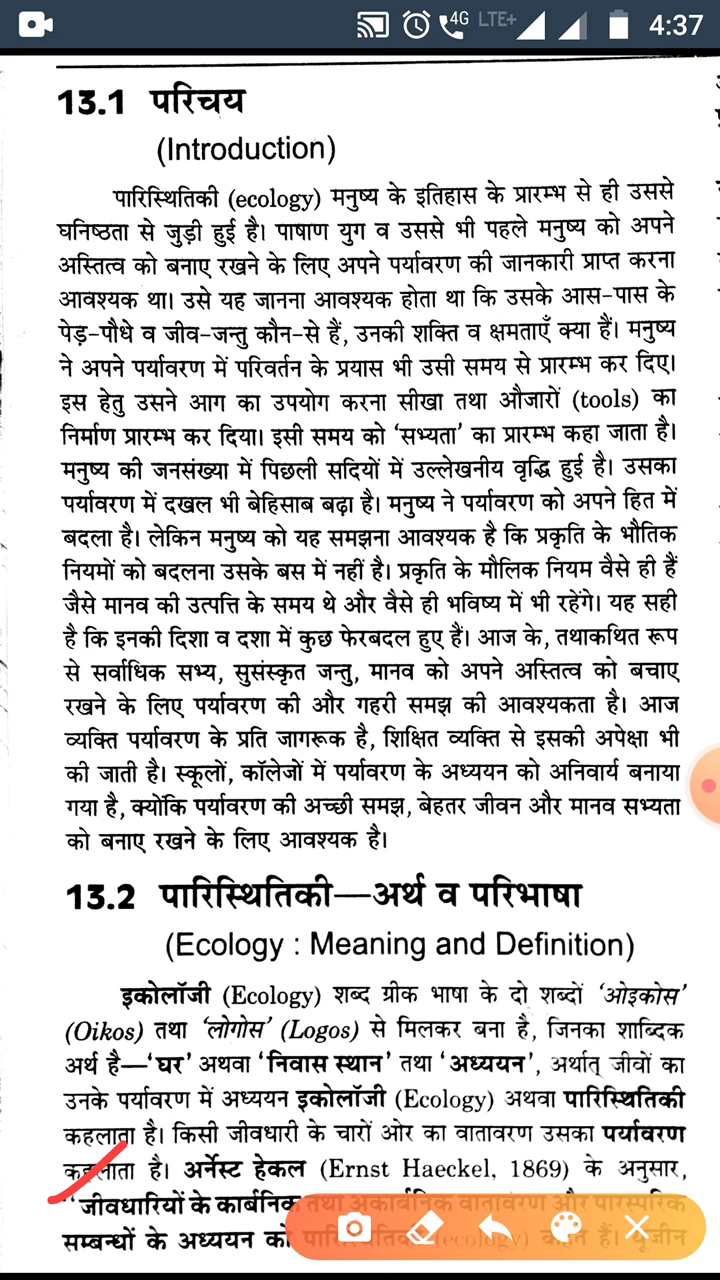 4G LTE+ 4:37
13.1 परिचय
(Introduction)
पारिस्थितिकी (ecology) मनुष्य के इतिहास के प्रारम्भ से ही उससे
घनिष्ठता से जुड़ी हुई है। पाषाण युग व उससे भी पहले मनुष्य को अपने
अस्तित्व को बनाए रखने के लिए अपने पर्यावरण की जानकारी प्राप्त करना
आवश्यक था। उसे यह जानना आवश्यक होता था कि उसके आस-पास के
पेड़-पौधे व जीव-जन्तु कौन-से हैं, उनकी शक्ति व क्षमताएँ क्या हैं। मनुष्य
ने अपने पर्यावरण में परिवर्तन के प्रयास भी उसी समय से प्रारम्भ कर दिए।
इस हेतु उसने आग का उपयोग करना सीखा तथा औजारों (tools) का
निर्माण प्रारम्भ कर दिया। इसी समय को ‘सभ्यता’ का प्रारम्भ कहा जाता है।
मनुष्य की जनसंख्या में पिछली सदियों में उल्लेखनीय वृद्धि हुई है। उसका
पर्यावरण में दखल भी बेहिसाब बढ़ा है। मनुष्य ने पर्यावरण को अपने हित में
बदला है। लेकिन मनुष्य को यह समझना आवश्यक है कि प्रकृति के भौतिक
नियमों को बदलना उसके बस में नहीं है। प्रकृति के मौलिक नियम वैसे ही हैं
जैसे मानव की उत्पत्ति के समय थे और वैसे ही भविष्य में भी रहेंगे। यह सही
है कि इनकी दिशा व दशा में कुछ फेरबदल हुए हैं। आज के, तथाकथित रूप
से सर्वाधिक सभ्य, सुसंस्कृत जन्तु, मानव को अपने अस्तित्व को बचाए
रखने के लिए पर्यावरण की और गहरी समझ की आवश्यकता है। आज
व्यक्ति पर्यावरण के प्रति जागरूक है, शिक्षित व्यक्ति से इसकी अपेक्षा भी
की जाती है। स्कूलों, कॉलेजों में पर्यावरण के अध्ययन को अनिवार्य बनाया
गया है, क्योंकि पर्यावरण की अच्छी समझ, बेहतर जीवन और मानव सभ्यता
को बनाए रखने के लिए आवश्यक है।
13.2 पारिस्थितिकी—अर्थ व परिभाषा
(Ecology : Meaning and Definition)
इकोलॉजी (Ecology) शब्द ग्रीक भाषा के दो शब्दों ‘ओइकोस’
(Oikos) तथा ‘लोगोस’ (Logos) से मिलकर बना है, जिनका शाब्दिक
अर्थ है—‘घर’ अथवा ‘निवास स्थान’ तथा ‘अध्ययन’, अर्थात् जीवों का
उनके पर्यावरण में अध्ययन इकोलॉजी (Ecology) अथवा पारिस्थितिकी
कहलाता है। किसी जीवधारी के चारों ओर का वातावरण उसका पर्यावरण
कहलाता है। अर्नेस्ट हेकल (Ernst Haeckel, 1869) के अनुसार,
‘जीवधारियों के कार्बनिक तथा अकार्बनिक वातावरण और पारस्परिक
सम्बन्धों के अध्ययन को पारिस्थितिकी (ecology) कहते हैं। यूजीन